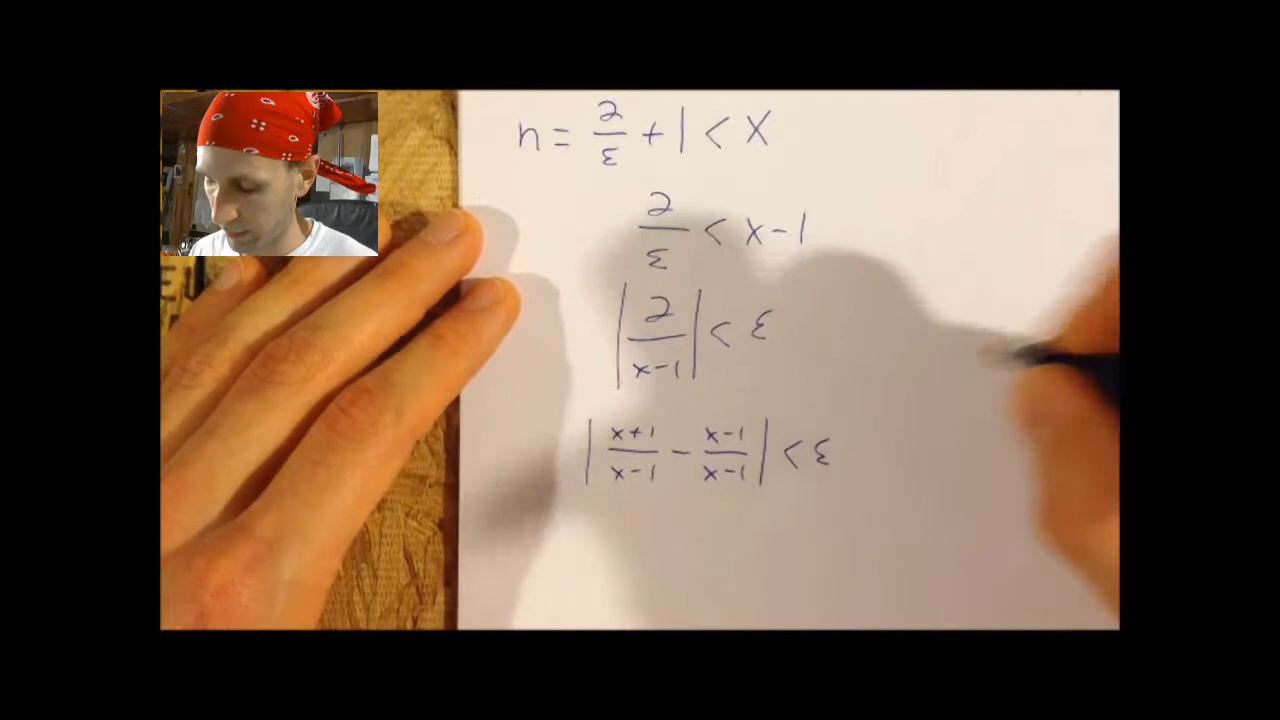 n = 2/ε + 1 < x
2/ε < x - 1
|2/(x-1)| < ε
|(x+1)/(x-1) - (x-1)/(x-1)| < ε